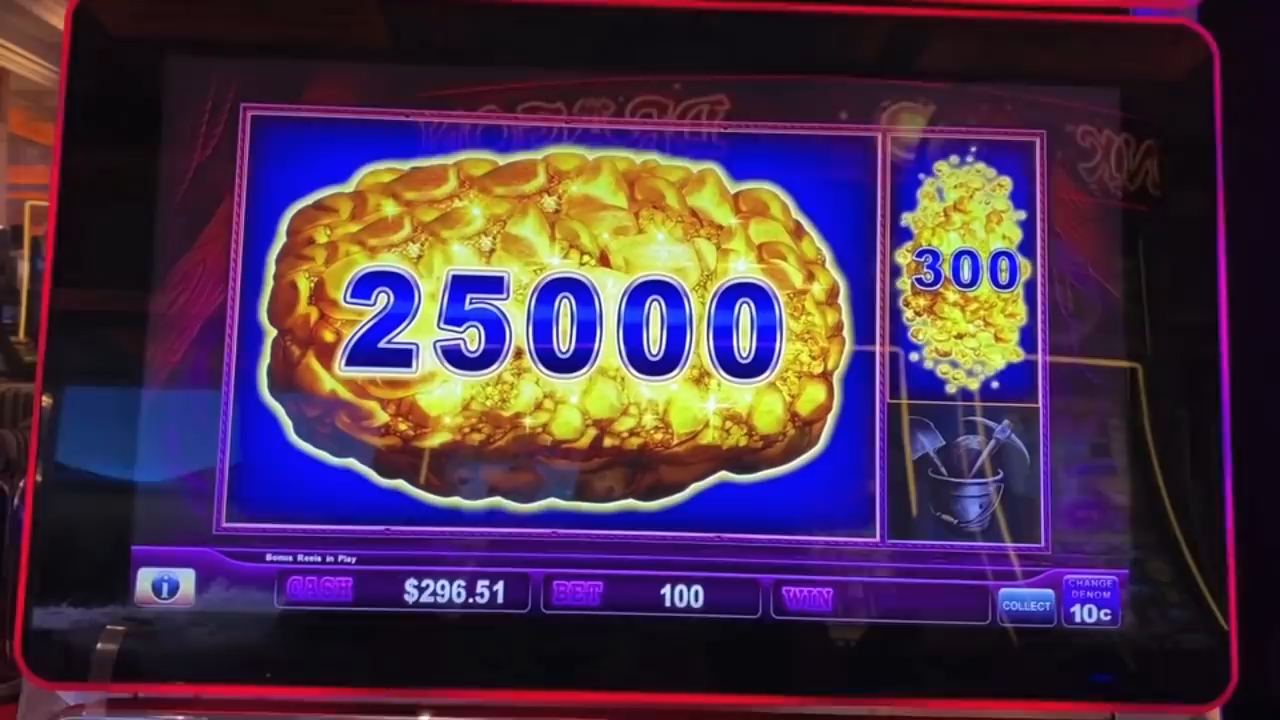 25000
300
Bonus Reels in Play
CASH $296.51 BET 100 WIN
COLLECT
CHANGE
DENOM
10c